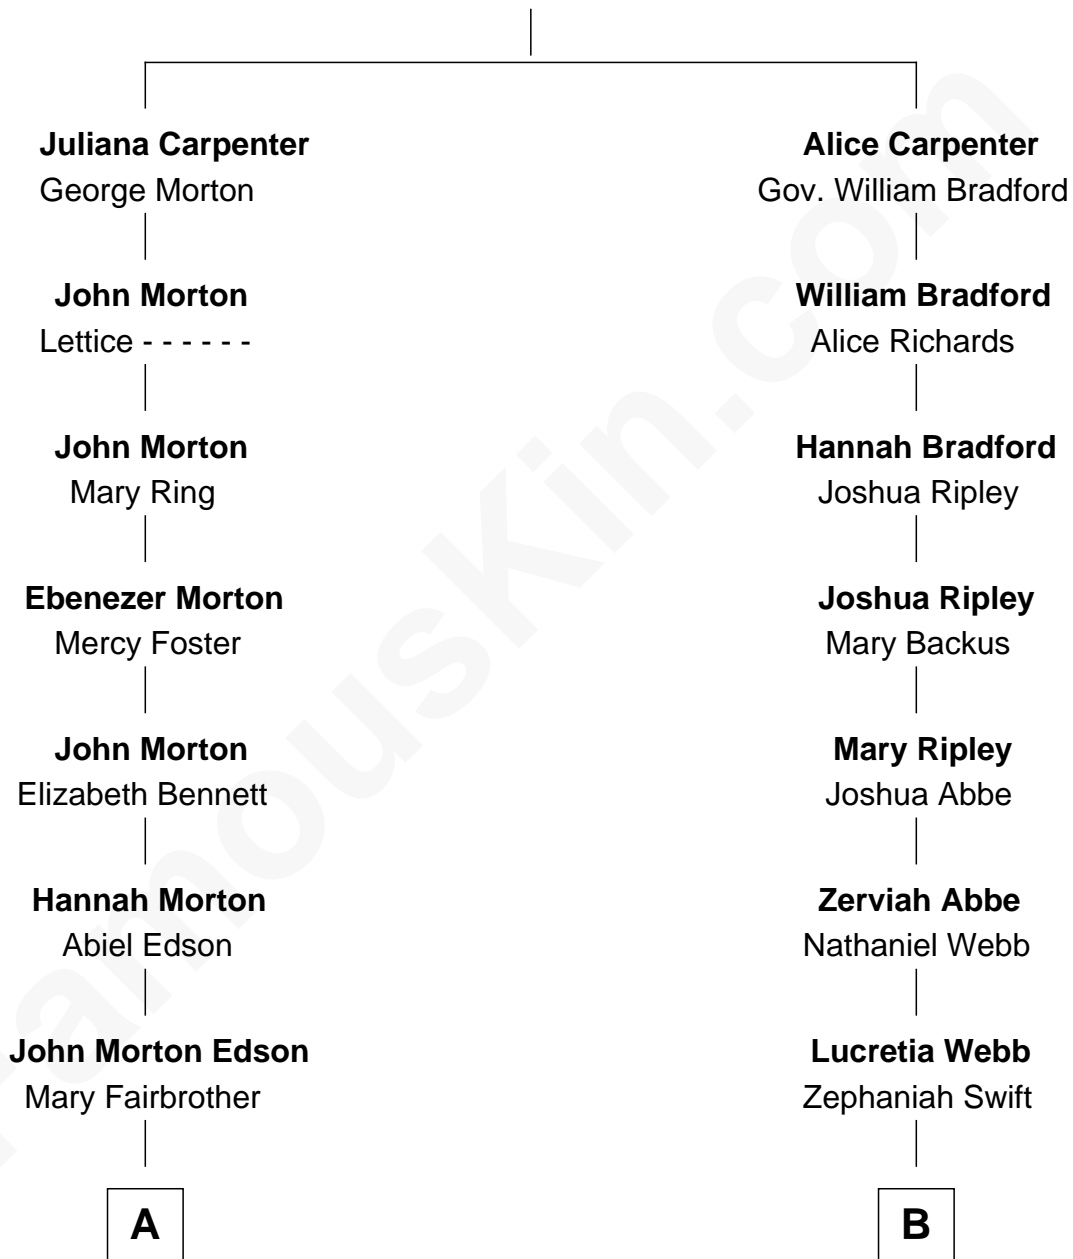 Juliana Carpenter
George Morton
Alice Carpenter
Gov. William Bradford
John Morton
Lettice - - - - - -
William Bradford
Alice Richards
John Morton
Mary Ring
Hannah Bradford
Joshua Ripley
Ebenezer Morton
Mercy Foster
Joshua Ripley
Mary Backus
John Morton
Elizabeth Bennett
Mary Ripley
Joshua Abbe
Hannah Morton
Abiel Edson
Zerviah Abbe
Nathaniel Webb
John Morton Edson
Mary Fairbrother
Lucretia Webb
Zephaniah Swift
A
B
FamousKin.com